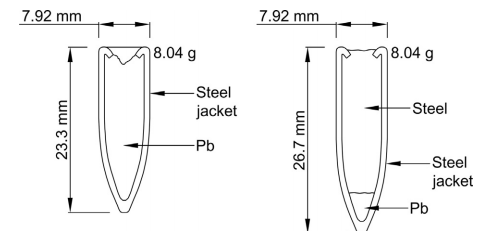 7.92 mm
8.04 g
Steel
jacket
Pb
23.3 mm
7.92 mm
8.04 g
Steel
Steel
jacket
Pb
26.7 mm